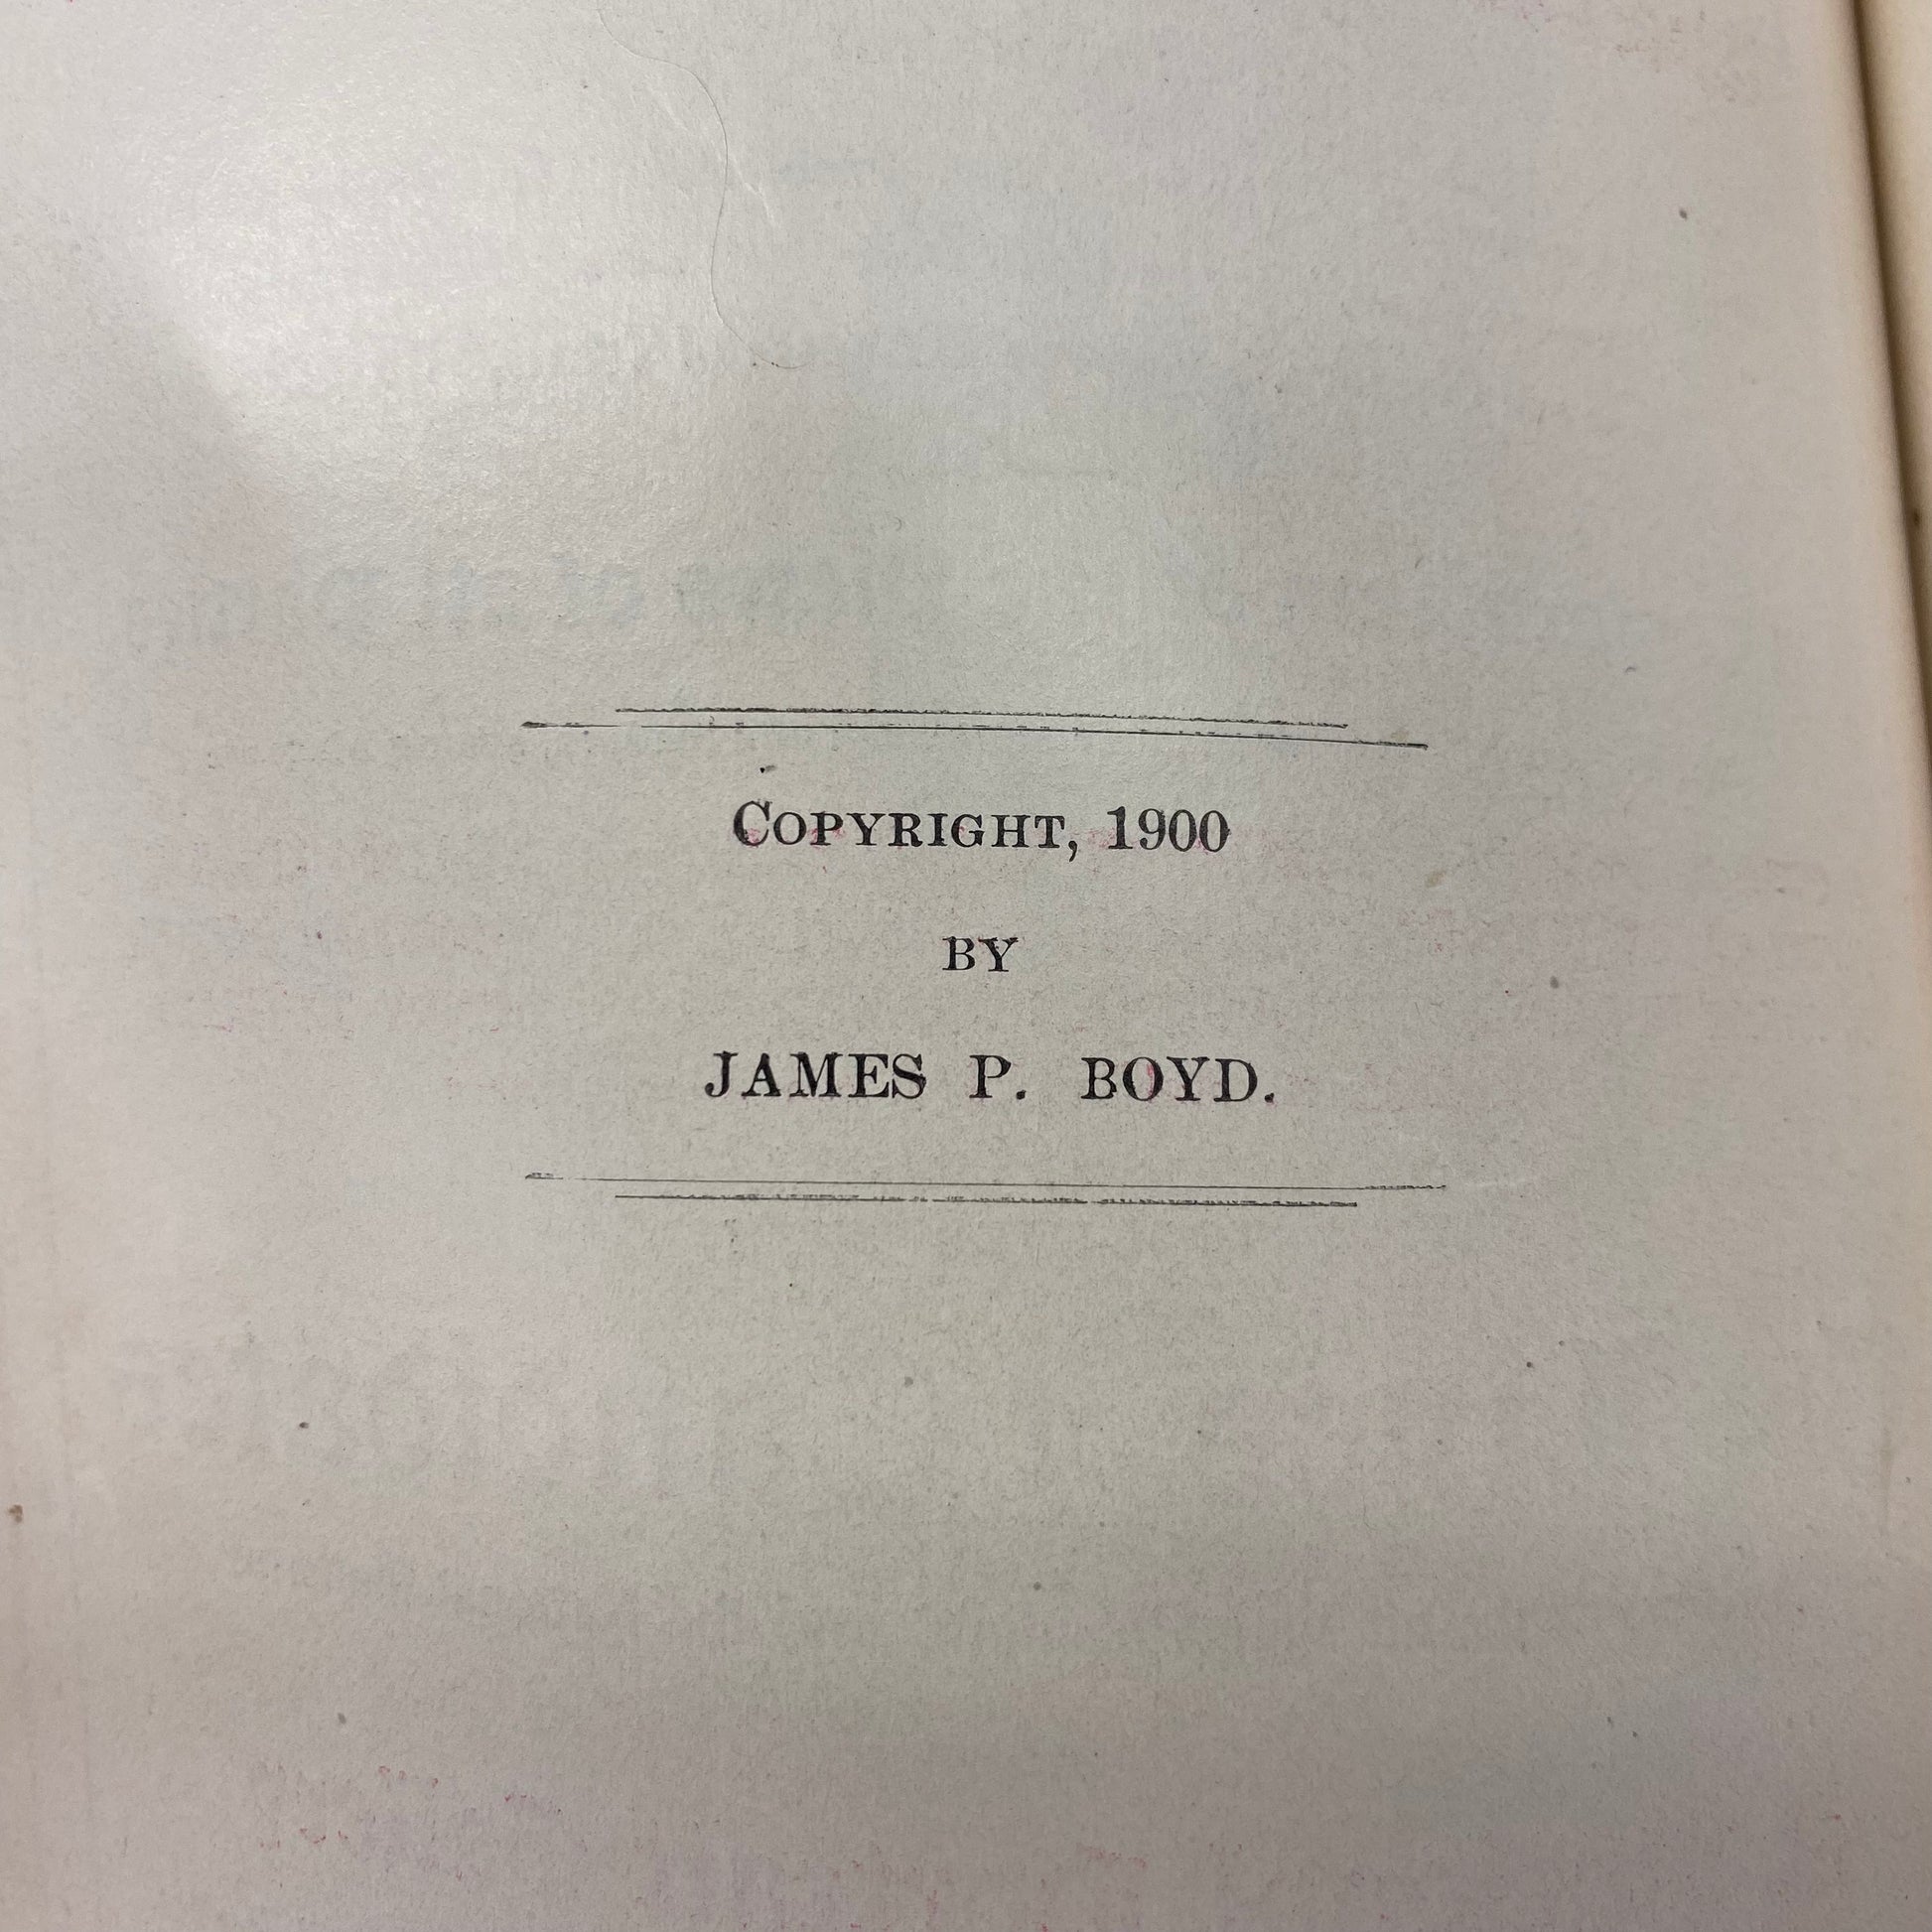 Copyright, 1900
BY
JAMES P. BOYD.